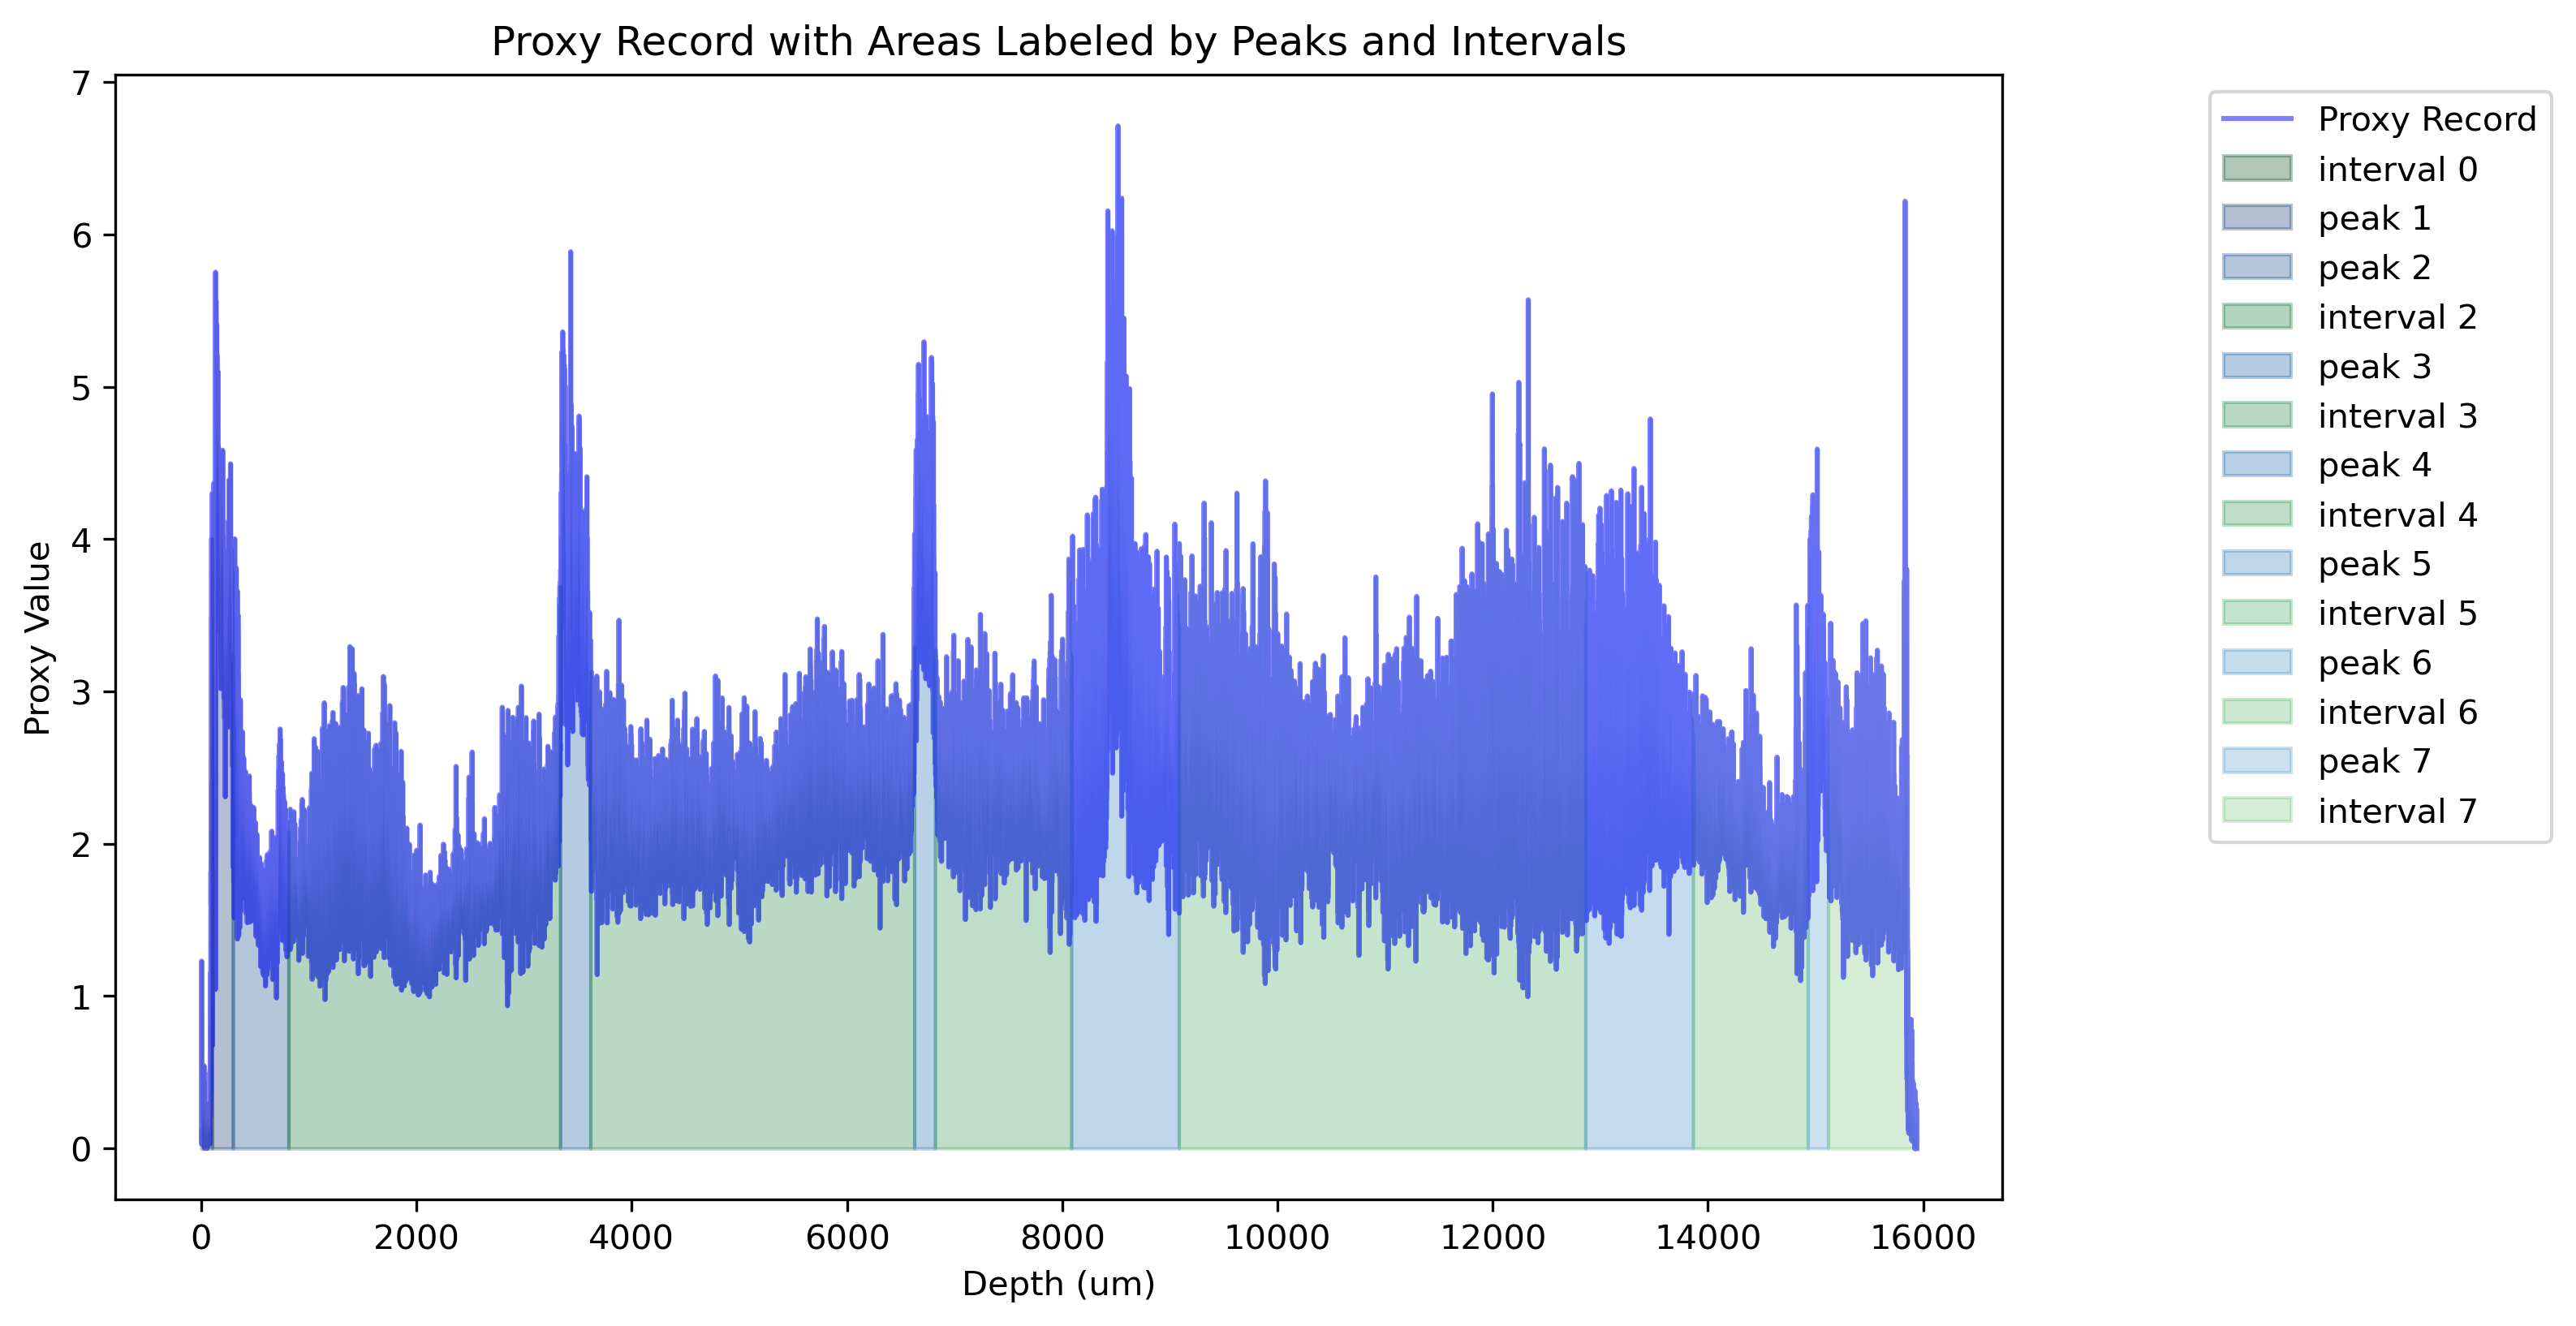 Proxy Record with Areas Labeled by Peaks and Intervals
7
6
5
4
3
2
1
0
Proxy Value
0 2000 4000 6000 8000 10000 12000 14000 16000
Depth (um)
Proxy Record
interval 0
peak 1
peak 2
interval 2
peak 3
interval 3
peak 4
interval 4
peak 5
interval 5
peak 6
interval 6
peak 7
interval 7